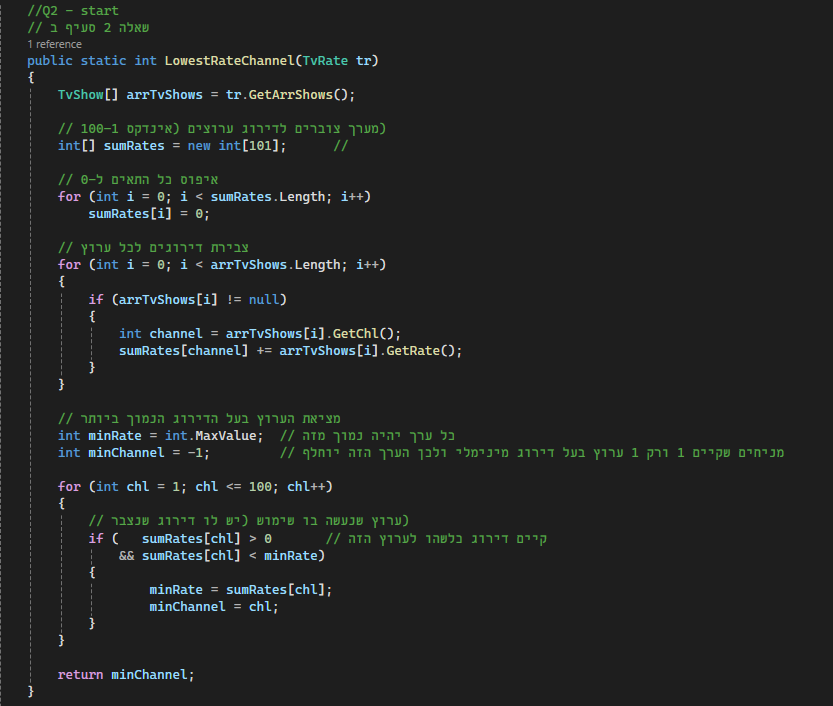 //Q2 - start
// שאלה 2 סעיף ב
1 reference
public static int LowestRateChannel(TvRate tr)
{
TvShow[] arrTvShows = tr.GetArrShows();
// מערך צוברים לדירוג ערוצים (אינדקס 1-100)
int[] sumRates = new int[101]; //
// איפוס כל התאים ל-0
for (int i = 0; i < sumRates.Length; i++)
sumRates[i] = 0;
// צבירת דירוגים לכל ערוץ
for (int i = 0; i < arrTvShows.Length; i++)
{
if (arrTvShows[i] != null)
{
int channel = arrTvShows[i].GetChl();
sumRates[channel] += arrTvShows[i].GetRate();
}
}
// מציאת הערוץ בעל הדירוג הנמוך ביותר
int minRate = int.MaxValue; // כל ערך יהיה נמוך מזה
int minChannel = -1; // מניחים שקיים 1 ורק 1 ערוץ בעל דירוג מינימלי ולכן הערך הזה יוחלף
for (int chl = 1; chl <= 100; chl++)
{
// ערוץ שנעשה בו שימוש (יש לו דירוג שנצבר)
if ( sumRates[chl] > 0 // קיים דירוג כלשהו לערוץ הזה
&& sumRates[chl] < minRate)
{
minRate = sumRates[chl];
minChannel = chl;
}
}
return minChannel;
}